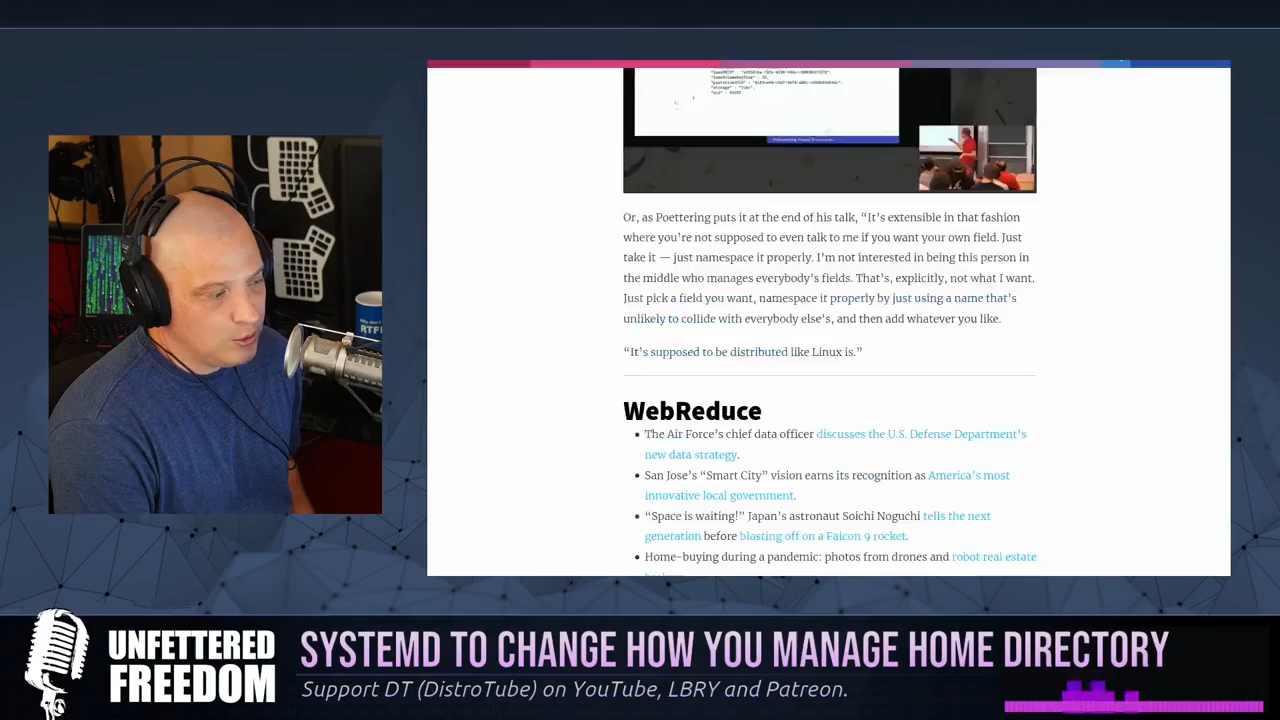 Or, as Poettering puts it at the end of his talk, “It’s extensible in that fashion
where you’re not supposed to even talk to me if you want your own field. Just
take it — just namespace it properly. I’m not interested in being this person in
the middle who manages everybody’s fields. That’s, explicitly, not what I want.
Just pick a field you want, namespace it properly by just using a name that’s
unlikely to collide with everybody else’s, and then add whatever you like.
“It’s supposed to be distributed like Linux is.”
WebReduce
The Air Force’s chief data officer discusses the U.S. Defense Department’s
new data strategy.
San Jose’s “Smart City” vision earns its recognition as America’s most
innovative local government.
“Space is waiting!” Japan’s astronaut Soichi Noguchi tells the next
generation before blasting off on a Falcon 9 rocket.
Home-buying during a pandemic: photos from drones and robot real estate
RTF
UNFETTERED
FREEDOM
SYSTEMD TO CHANGE HOW YOU MANAGE HOME DIRECTORY
Support DT (DistroTube) on YouTube, LBRY and Patreon.